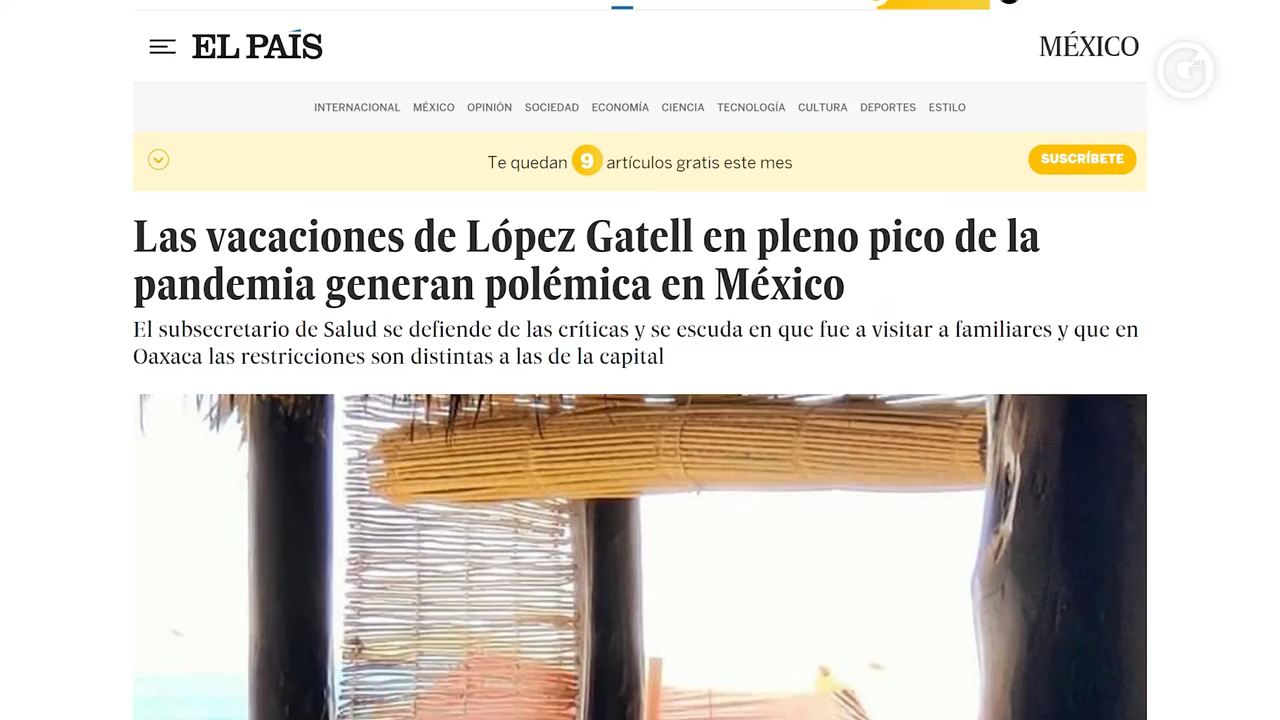 EL PAÍS
MÉXICO
INTERNACIONAL MÉXICO OPINIÓN SOCIEDAD ECONOMÍA CIENCIA TECNOLOGÍA CULTURA DEPORTES ESTILO
Te quedan 9 artículos gratis este mes
SUSCRÍBETE
Las vacaciones de López Gatell en pleno pico de la
pandemia generan polémica en México
El subsecretario de Salud se defiende de las críticas y se escuda en que fue a visitar a familiares y que en
Oaxaca las restricciones son distintas a las de la capital